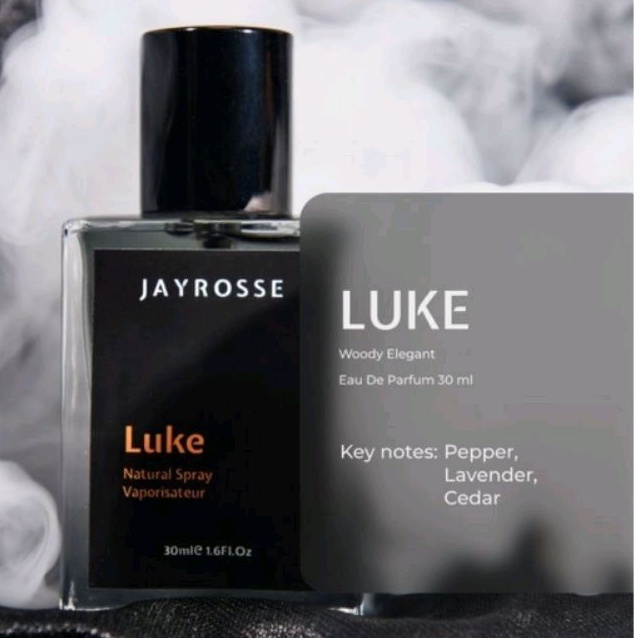 JAYROSSE
Luke
Natural Spray
Vaporisateur
30ml℮ 1.6Fl.Oz
LUKE
Woody Elegant
Eau De Parfum 30 ml
Key notes: Pepper,
Lavender,
Cedar